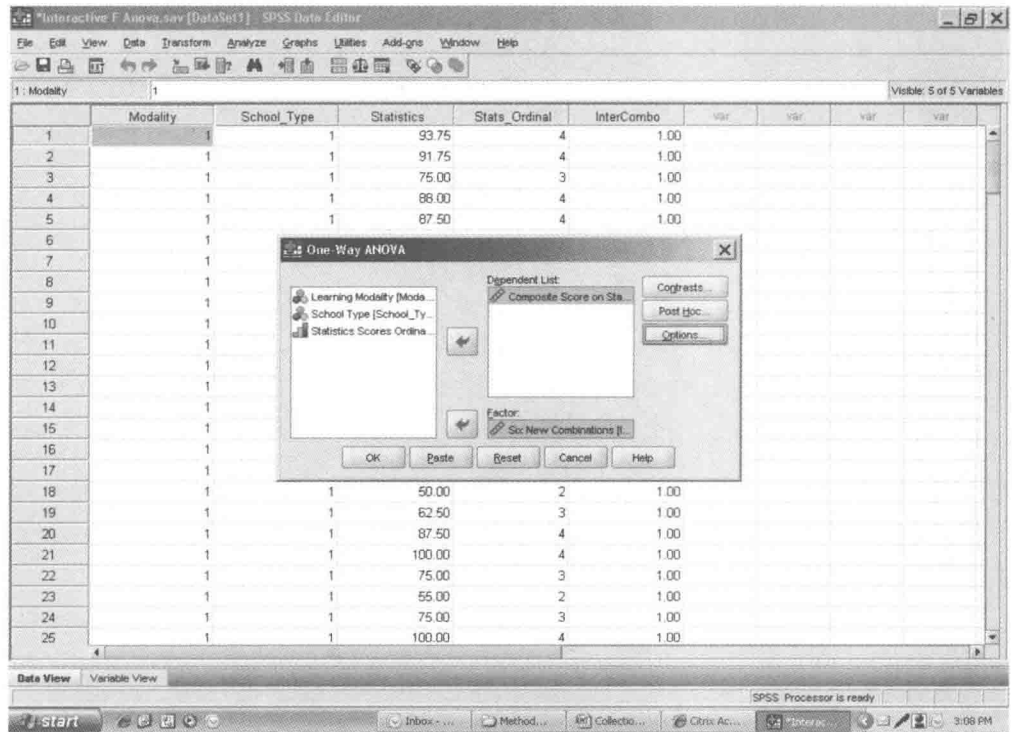 *Interactive F Anova.sav [DataSet1] - SPSS Data Editor
File Edit View Data Transform Analyze Graphs Utilities Add-ons Window Help
1 : Modality 1 Visible: 5 of 5 Variables
Modality School_Type Statistics Stats_Ordinal InterCombo var var var var
1 1 1 93.75 4 1.00
2 1 1 91.75 4 1.00
3 1 1 75.00 3 1.00
4 1 1 88.00 4 1.00
5 1 1 87.50 4 1.00
6 1
7 1
8 1
9 1
10 1
11 1
12 1
13 1
14 1
15 1
16 1
17 1
One-Way ANOVA
Learning Modality [Moda...
School Type [School_Ty...
Statistics Scores Ordina...
Dependent List:
Composite Score on Sta...
Factor:
Six New Combinations [I...
Contrasts...
Post Hoc...
Options...
OK Paste Reset Cancel Help
18 1 1 50.00 2 1.00
19 1 1 62.50 3 1.00
20 1 1 87.50 4 1.00
21 1 1 100.00 4 1.00
22 1 1 75.00 3 1.00
23 1 1 55.00 2 1.00
24 1 1 75.00 3 1.00
25 1 1 100.00 4 1.00
Data View Variable View
SPSS Processor is ready
start Inbox - .... Method... Collectio... Citrix Ac... *Interac... 3:08 PM